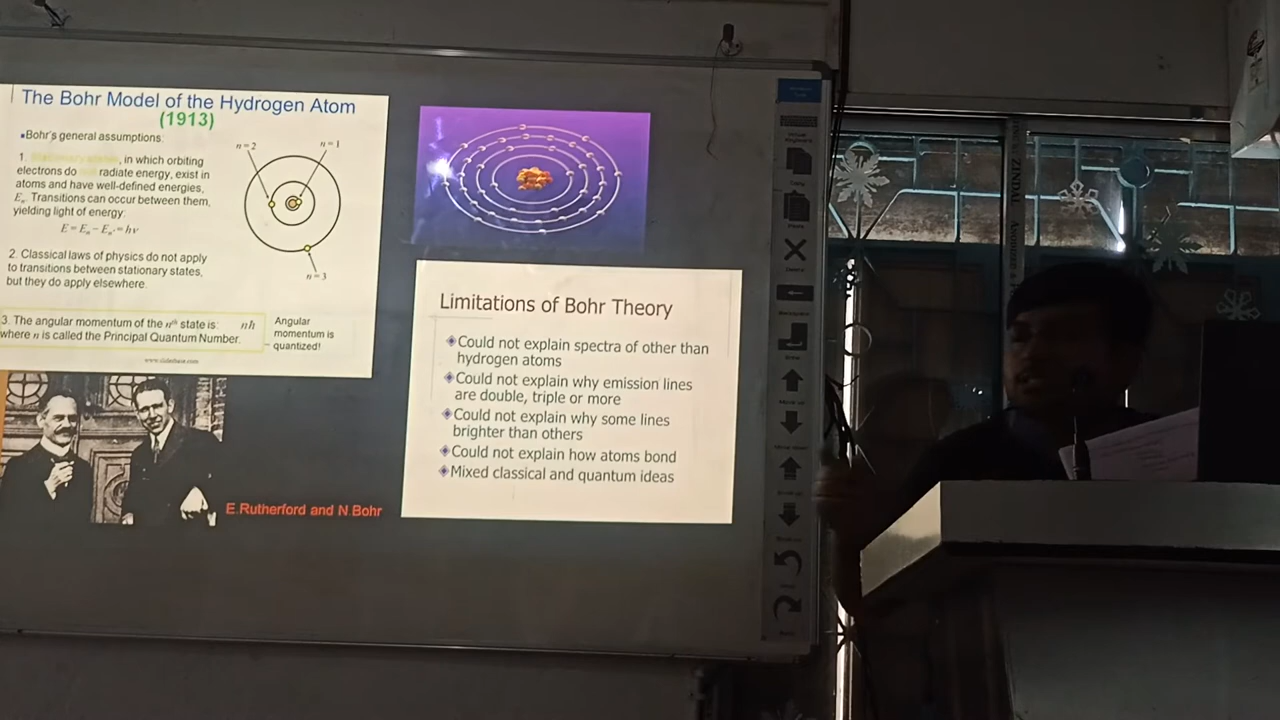 The Bohr Model of the Hydrogen Atom
(1913)
Bohr's general assumptions:
1. Stationary states, in which orbiting
electrons do radiate energy, exist in
atoms and have well-defined energies,
Eₙ. Transitions can occur between them,
yielding light of energy:
E = Eₙ − Eₙ' = hν
n=2
n=1
n=3
2. Classical laws of physics do not apply
to transitions between stationary states,
but they do apply elsewhere.
3. The angular momentum of the nᵗʰ state is: nh
where n is called the Principal Quantum Number.
Angular
momentum is
quantized!
E.Rutherford and N.Bohr
Limitations of Bohr Theory
Could not explain spectra of other than
hydrogen atoms
Could not explain why emission lines
are double, triple or more
Could not explain why some lines
brighter than others
Could not explain how atoms bond
Mixed classical and quantum ideas
Copy
Delete